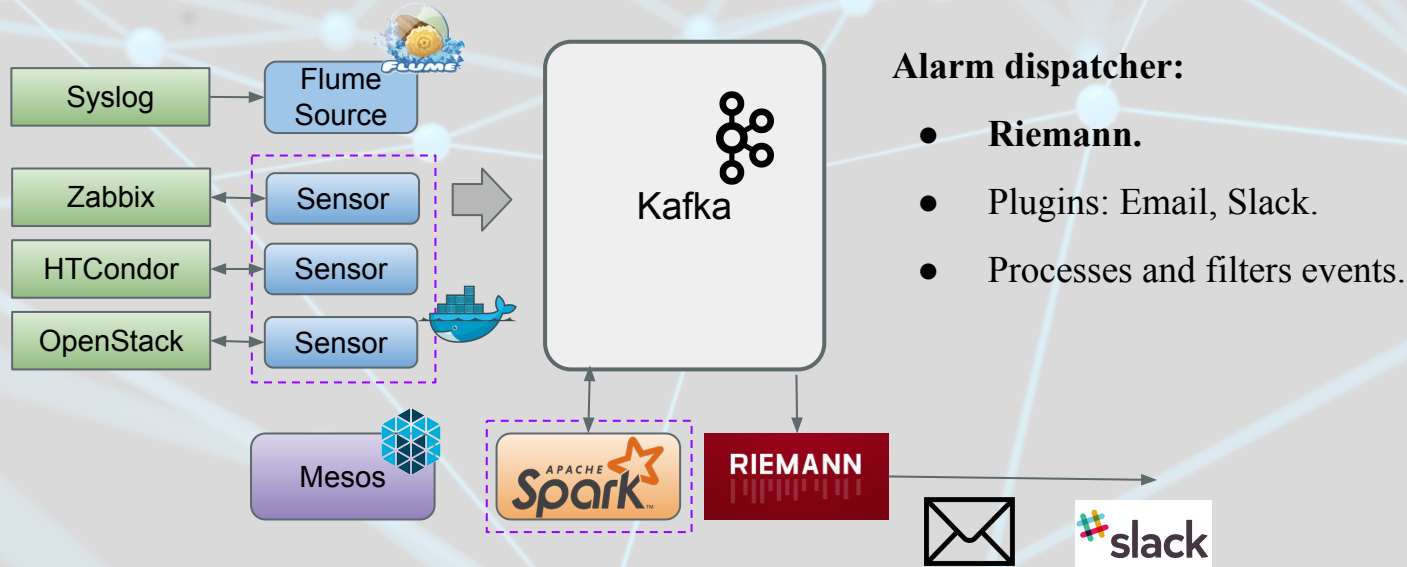 Syslog
Flume
Source
FLUME
Zabbix
Sensor
HTCondor
Sensor
OpenStack
Sensor
Kafka
Mesos
APACHE
Spark™
RIEMANN
slack
Alarm dispatcher:
● Riemann.
● Plugins: Email, Slack.
● Processes and filters events.